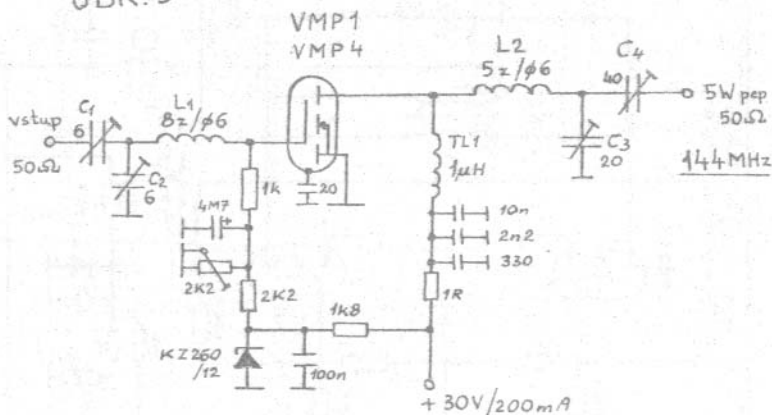 VMP1
VMP4
L2
5z/φ6
C4
40
5W pep
50Ω
C1
6
L1
8z/φ6
vstup
50Ω
C2
6
TL1
1μH
C3
20
144MHz
1k
20
4M7
+
10n
2n2
330
2K2
2K2
1k8
1R
KZ260
/12
100n
+30V/200mA